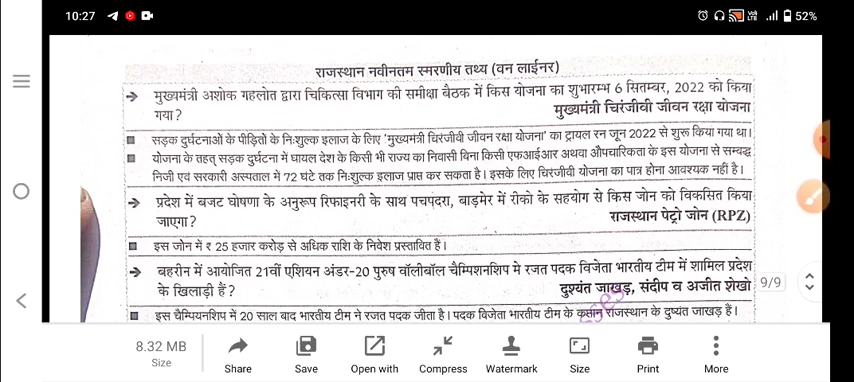 10:27
52%
राजस्थान नवीनतम स्मरणीय तथ्य (वन लाईनर)
मुख्यमंत्री अशोक गहलोत द्वारा चिकित्सा विभाग की समीक्षा बैठक में किस योजना का शुभारम्भ 6 सितम्बर, 2022 को किया
गया? मुख्यमंत्री चिरंजीवी जीवन रक्षा योजना
सड़क दुर्घटनाओं के पीड़ितों के निःशुल्क इलाज के लिए 'मुख्यमंत्री चिरंजीवी जीवन रक्षा योजना' का ट्रायल रन जून 2022 से शुरू किया गया था।
योजना के तहत् सड़क दुर्घटना में घायल देश के किसी भी राज्य का निवासी बिना किसी एफआईआर अथवा औपचारिकता के इस योजना से सम्बद्ध
निजी एवं सरकारी अस्पताल में 72 घंटे तक निःशुल्क इलाज प्राप्त कर सकता है। इसके लिए चिरंजीवी योजना का पात्र होना आवश्यक नहीं है।
प्रदेश में बजट घोषणा के अनुरूप रिफाइनरी के साथ पचपदरा, बाड़मेर में रीको के सहयोग से किस जोन को विकसित किया
जाएगा? राजस्थान पेट्रो जोन (RPZ)
इस जोन में ₹ 25 हजार करोड़ से अधिक राशि के निवेश प्रस्तावित हैं।
बहरीन में आयोजित 21वीं एशियन अंडर-20 पुरुष वॉलीबॉल चैम्पिशनशिप मे रजत पदक विजेता भारतीय टीम में शामिल प्रदेश
के खिलाड़ी हैं? दुश्यंत जाखड़, संदीप व अजीत शेखो
9/9
इस चैम्पियनशिप में 20 साल बाद भारतीय टीम ने रजत पदक जीता है। पदक विजेता भारतीय टीम के कप्तान राजस्थान के दुष्यंत जाखड़ हैं।
8.32 MB
Size
Share
Save
Open with
Compress
Watermark
Size
Print
More